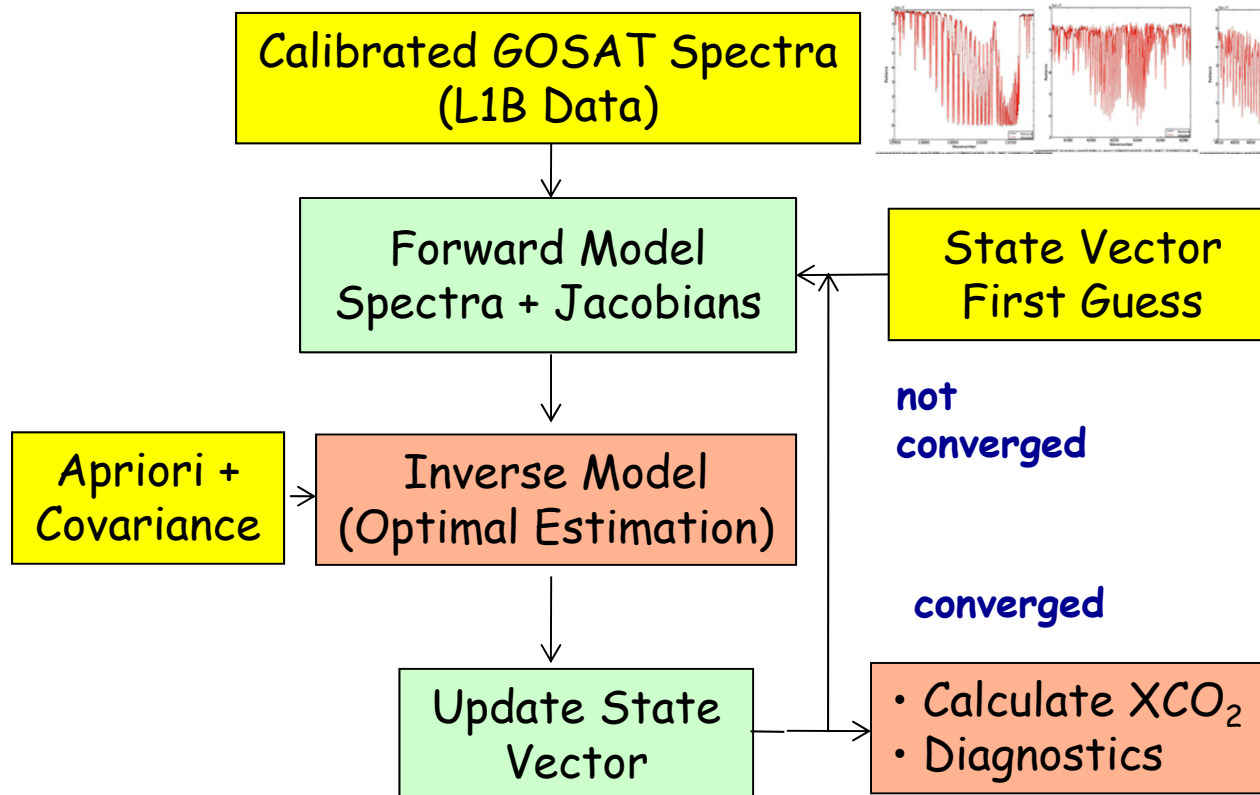 Calibrated GOSAT Spectra
(L1B Data)
Forward Model
Spectra + Jacobians
State Vector
First Guess
not
converged
Apriori +
Covariance
Inverse Model
(Optimal Estimation)
converged
Update State
Vector
• Calculate XCO₂
• Diagnostics